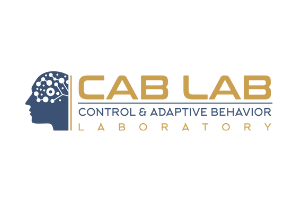 CAB LAB
CONTROL & ADAPTIVE BEHAVIOR
LABORATORY